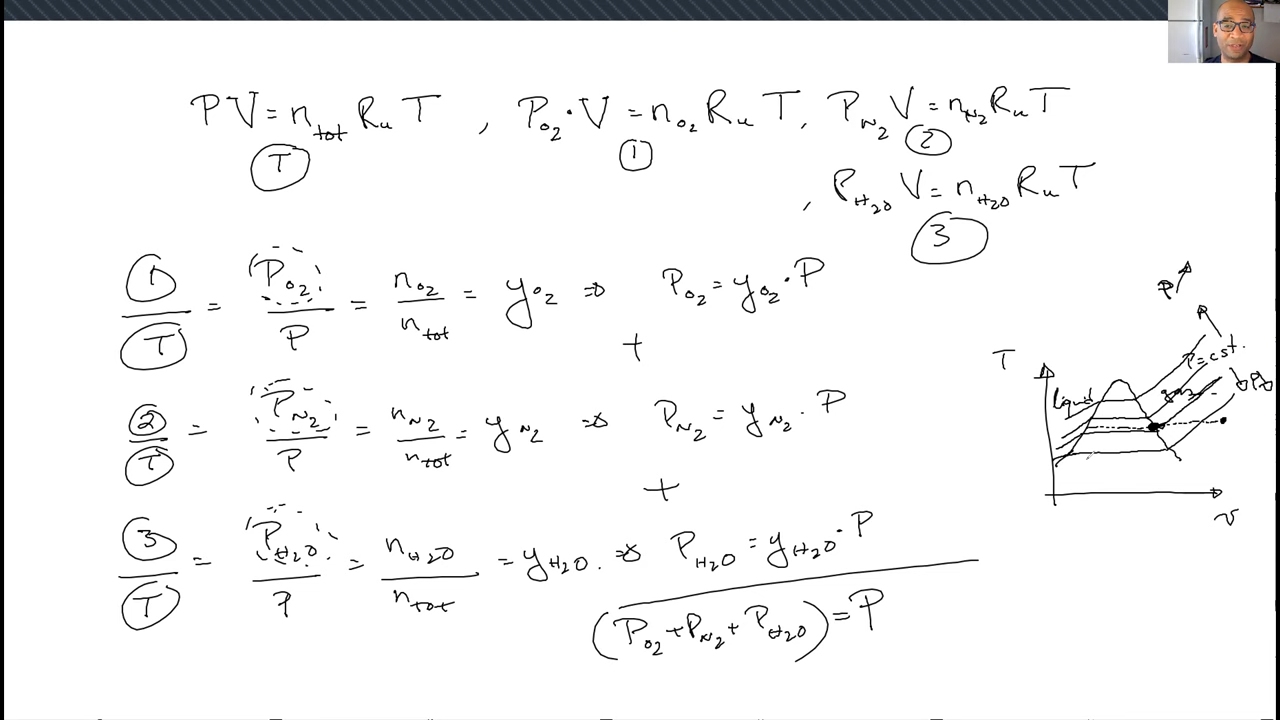 PV = n_tot R_u T , P_O2 · V = n_O2 R_u T , P_N2 V = n_N2 R_u T
(T) (1) (2)
, P_H2O V = n_H2O R_u T
(3)
(1)/(T) = P_O2/P = n_O2/n_tot = y_O2 ⇒ P_O2 = y_O2 · P
+
(2)/(T) = P_N2/P = n_N2/n_tot = y_N2 ⇒ P_N2 = y_N2 · P
+
(3)/(T) = P_H2O/P = n_H2O/n_tot = y_H2O . ⇒ P_H2O = y_H2O · P
(P_O2 + P_N2 + P_H2O) = P
P↑
T
P = cst.
liquid
v